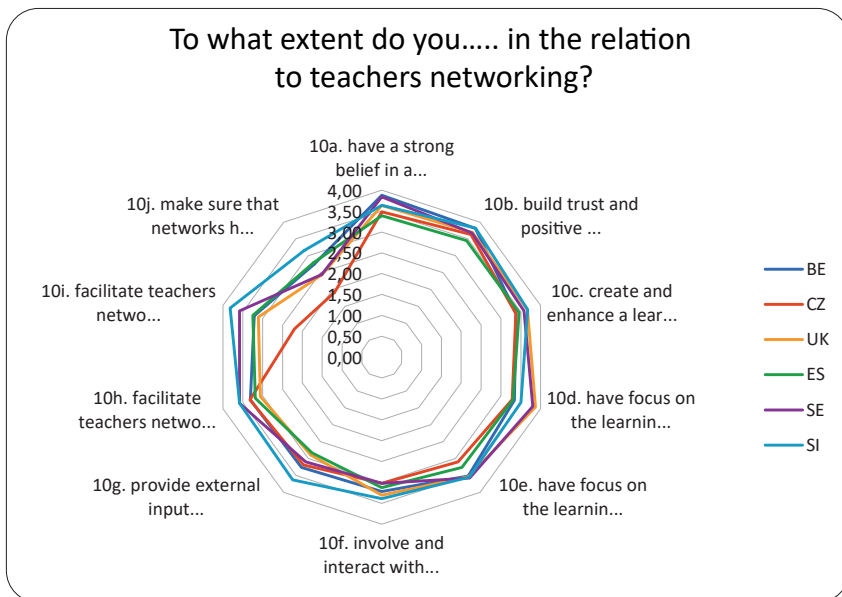 To what extent do you..... in the relation
to teachers networking?
10a. have a strong
belief in a...
10b. build trust and
positive ...
10c. create and
enhance a lear...
10d. have focus on
the learnin...
10e. have focus on
the learnin...
10f. involve and
interact with...
10g. provide external
input...
10h. facilitate
teachers netwo...
10i. facilitate teachers
netwo...
10j. make sure that
networks h...
4,00
3,50
3,00
2,50
2,00
1,50
1,00
0,50
0,00
BE
CZ
UK
ES
SE
SI